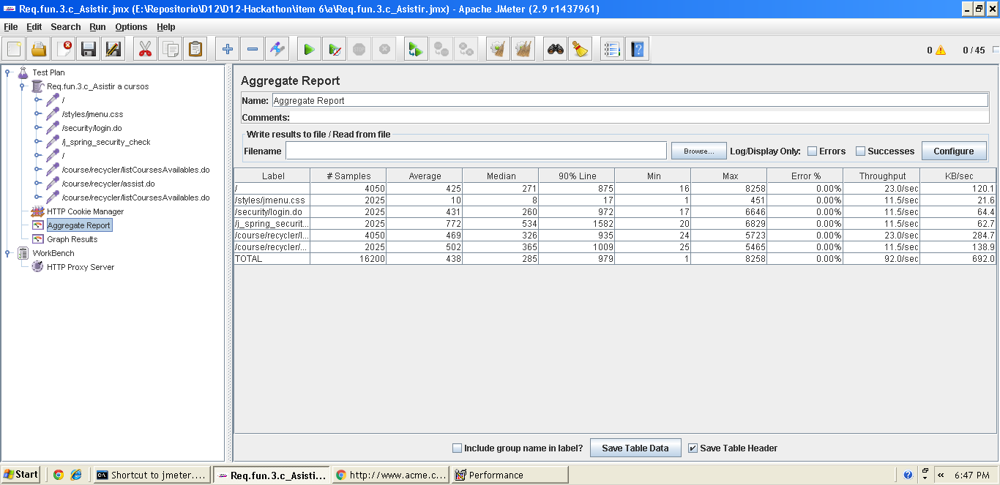 Req.fun.3.c_Asistir.jmx (E:\Repositorio\D12\D12-Hackathon\item 6\a\Req.fun.3.c_Asistir.jmx) - Apache JMeter (2.9 r1437961)
File Edit Search Run Options Help
0 0 / 45
Test Plan
Req.fun.3.c_Asistir a cursos
/
/styles/jmenu.css
/security/login.do
/j_spring_security_check
/
/course/recycler/listCoursesAvailables.do
/course/recycler/assist.do
/course/recycler/listCoursesAvailables.do
HTTP Cookie Manager
Aggregate Report
Graph Results
WorkBench
HTTP Proxy Server
Aggregate Report
Name: Aggregate Report
Comments:
Write results to file / Read from file
Filename Browse... Log/Display Only: Errors Successes Configure
Label # Samples Average Median 90% Line Min Max Error % Throughput KB/sec
/ 4050 425 271 875 16 8258 0.00% 23.0/sec 120.1
/styles/jmenu.css 2025 10 8 17 1 451 0.00% 11.5/sec 21.6
/security/login.do 2025 431 260 972 17 6646 0.00% 11.5/sec 64.4
/j_spring_securit... 2025 772 534 1582 20 6829 0.00% 11.5/sec 62.7
/course/recycler/l... 4050 469 326 935 24 5723 0.00% 23.0/sec 284.7
/course/recycler/... 2025 502 365 1009 25 5465 0.00% 11.5/sec 138.9
TOTAL 16200 438 285 979 1 8258 0.00% 92.0/sec 692.0
Include group name in label? Save Table Data Save Table Header
Start Shortcut to jmeter.... Req.fun.3.c_Asisti... http://www.acme.c... Performance « 6:47 PM